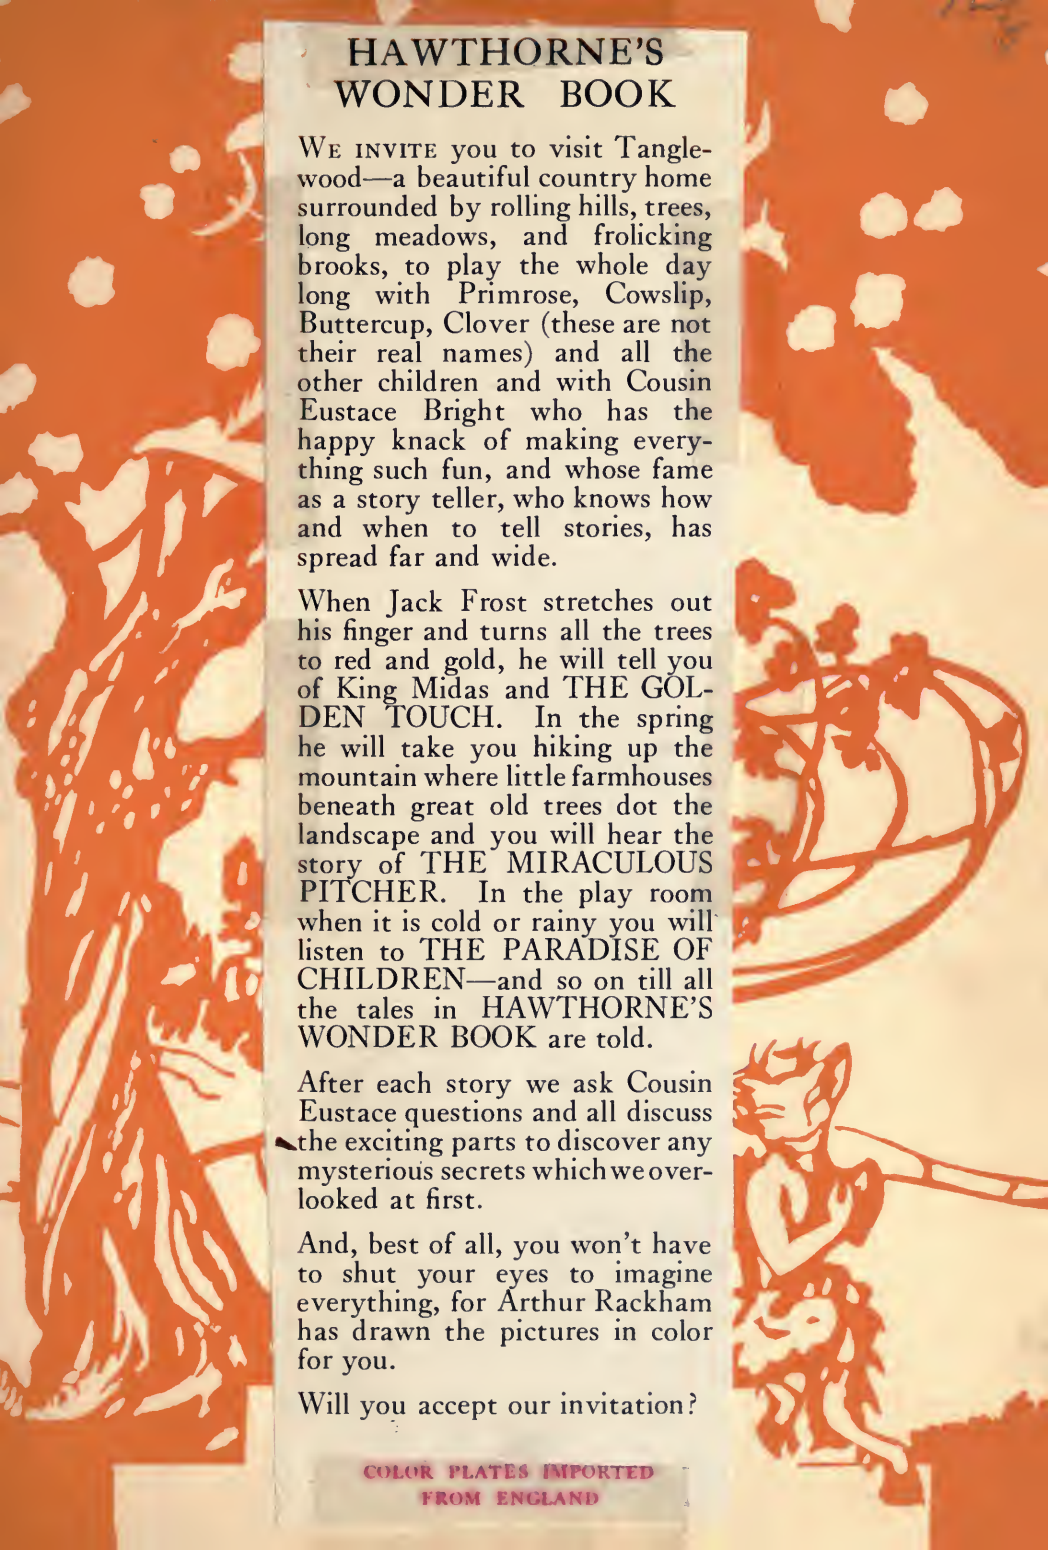 HAWTHORNE'S
WONDER BOOK
WE INVITE you to visit Tangle-
wood—a beautiful country home
surrounded by rolling hills, trees,
long meadows, and frolicking
brooks, to play the whole day
long with Primrose, Cowslip,
Buttercup, Clover (these are not
their real names) and all the
other children and with Cousin
Eustace Bright who has the
happy knack of making every-
thing such fun, and whose fame
as a story teller, who knows how
and when to tell stories, has
spread far and wide.
When Jack Frost stretches out
his finger and turns all the trees
to red and gold, he will tell you
of King Midas and THE GOL-
DEN TOUCH. In the spring
he will take you hiking up the
mountain where little farmhouses
beneath great old trees dot the
landscape and you will hear the
story of THE MIRACULOUS
PITCHER. In the play room
when it is cold or rainy you will
listen to THE PARADISE OF
CHILDREN—and so on till all
the tales in HAWTHORNE'S
WONDER BOOK are told.
After each story we ask Cousin
Eustace questions and all discuss
the exciting parts to discover any
mysterious secrets which we over-
looked at first.
And, best of all, you won't have
to shut your eyes to imagine
everything, for Arthur Rackham
has drawn the pictures in color
for you.
Will you accept our invitation?
COLOR PLATES IMPORTED
FROM ENGLAND